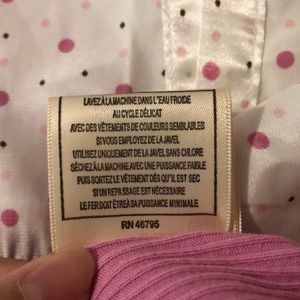 LAVEZ À LA MACHINE DANS L'EAU FROIDE
AU CYCLE DÉLICAT
AVEC DES VÊTEMENTS DE COULEURS SEMBLABLES
SI VOUS EMPLOYEZ DE LA JAVEL
UTILISEZ UNIQUEMENT DE LA JAVEL SANS CHLORE
SÉCHEZ À LA MACHINE AVEC UNE PUISSANCE FAIBLE
PUIS SORTEZ LE VÊTEMENT DÈS QU'IL EST SEC
SI UN REPASSAGE EST NÉCESSAIRE
LE FER DOIT ÊTRE À SA PUISSANCE MINIMALE
RN 46795